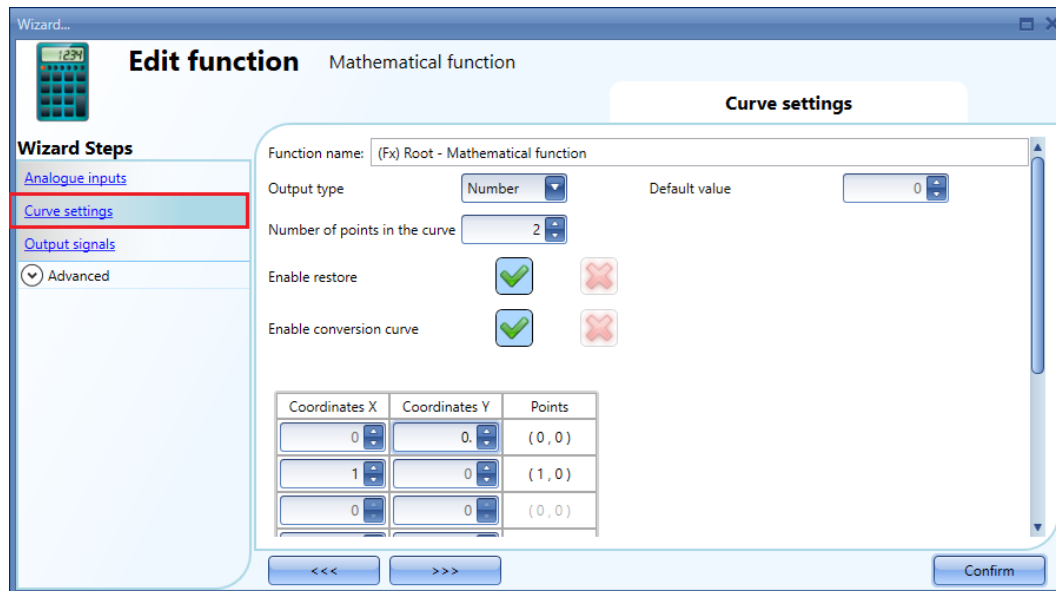 Wizard...
1234
Edit function Mathematical function
Curve settings
Wizard Steps
Analogue inputs
Curve settings
Output signals
Advanced
Function name: (Fx) Root - Mathematical function
Output type Number Default value 0
Number of points in the curve 2
Enable restore
Enable conversion curve
Coordinates X Coordinates Y Points
0 0. (0,0)
1 0 (1,0)
0 0 (0,0)
<<< >>> Confirm